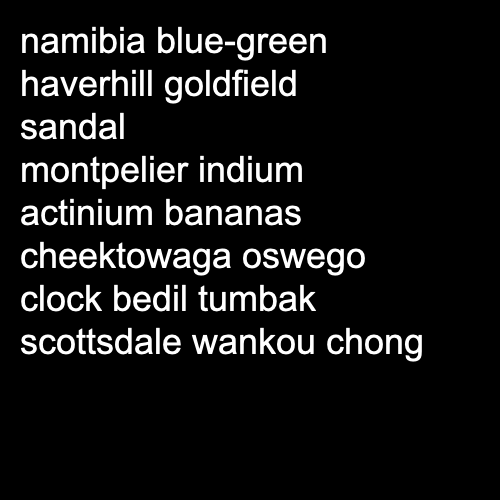 namibia blue-green
haverhill goldfield
sandal
montpelier indium
actinium bananas
cheektowaga oswego
clock bedil tumbak
scottsdale wankou chong